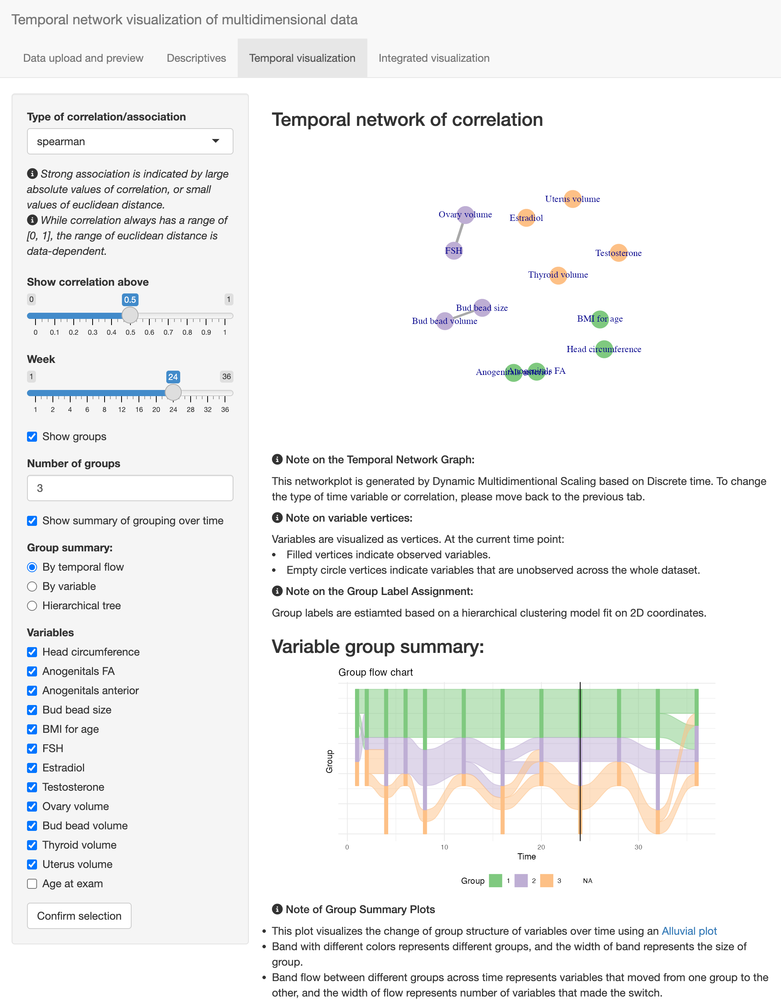 Temporal network visualization of multidimensional data
Data upload and preview
Descriptives
Temporal visualization
Integrated visualization
Type of correlation/association
spearman
Strong association is indicated by large
absolute values of correlation, or small
values of euclidean distance.
While correlation always has a range of
[0, 1], the range of euclidean distance is
data-dependent.
Show correlation above
0 0.5 1
0 0.1 0.2 0.3 0.4 0.5 0.6 0.7 0.8 0.9 1
Week
1 24 36
1 2 4 6 8 12 16 20 24 28 32 36
Show groups
Number of groups
3
Show summary of grouping over time
Group summary:
By temporal flow
By variable
Hierarchical tree
Variables
Head circumference
Anogenitals FA
Anogenitals anterior
Bud bead size
BMI for age
FSH
Estradiol
Testosterone
Ovary volume
Bud bead volume
Thyroid volume
Uterus volume
Age at exam
Confirm selection
Temporal network of correlation
Uterus volume
Ovary volume
Estradiol
FSH
Testosterone
Thyroid volume
Bud bead size
Bud bead volume
BMI for age
Head circumference
Anogenitals anterior
Anogenitals FA
Note on the Temporal Network Graph:
This networkplot is generated by Dynamic Multidimentional Scaling based on Discrete time. To change
the type of time variable or correlation, please move back to the previous tab.
Note on variable vertices:
Variables are visualized as vertices. At the current time point:
• Filled vertices indicate observed variables.
• Empty circle vertices indicate variables that are unobserved across the whole dataset.
Note on the Group Label Assignment:
Group labels are estiamted based on a hierarchical clustering model fit on 2D coordinates.
Variable group summary:
Group flow chart
Group
0 10 20 30
Time
Group 1 2 3 NA
Note of Group Summary Plots
• This plot visualizes the change of group structure of variables over time using an Alluvial plot
• Band with different colors represents different groups, and the width of band represents the size of
group.
• Band flow between different groups across time represents variables that moved from one group to the
other, and the width of flow represents number of variables that made the switch.